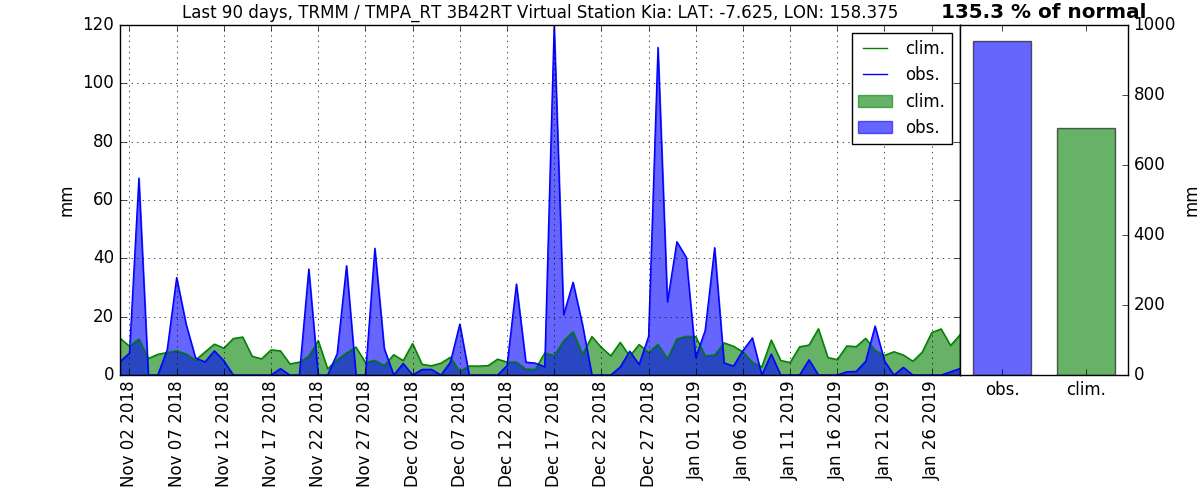 Last 90 days, TRMM / TMPA_RT 3B42RT Virtual Station Kia: LAT: -7.625, LON: 158.375
135.3 % of normal
120
100
80
60
40
20
0
mm
clim.
obs.
clim.
obs.
Nov 02 2018
Nov 07 2018
Nov 12 2018
Nov 17 2018
Nov 22 2018
Nov 27 2018
Dec 02 2018
Dec 07 2018
Dec 12 2018
Dec 17 2018
Dec 22 2018
Dec 27 2018
Jan 01 2019
Jan 06 2019
Jan 11 2019
Jan 16 2019
Jan 21 2019
Jan 26 2019
1000
800
600
400
200
0
mm
obs.
clim.